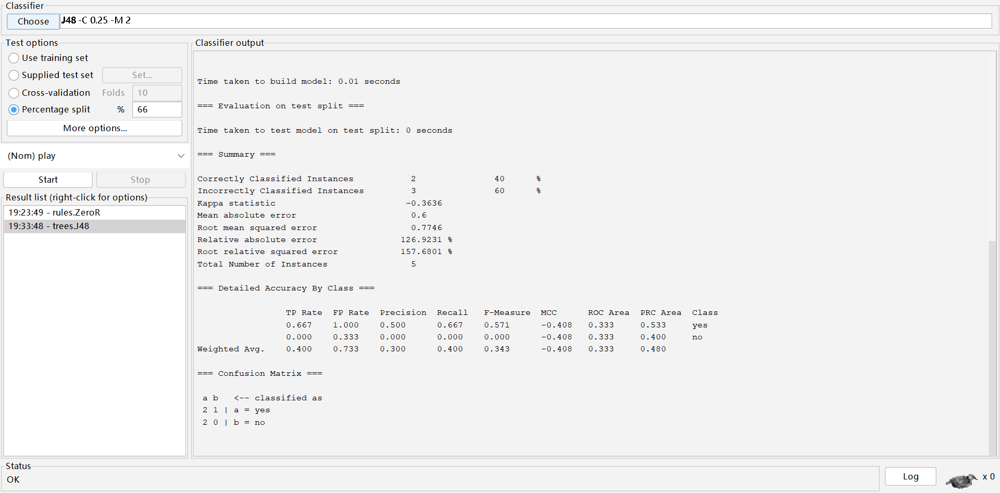 Classifier
Choose J48 -C 0.25 -M 2
Test options
Use training set
Supplied test set Set...
Cross-validation Folds 10
Percentage split % 66
More options...
(Nom) play
Start Stop
Result list (right-click for options)
19:23:49 - rules.ZeroR
19:33:48 - trees.J48
Classifier output
Time taken to build model: 0.01 seconds
=== Evaluation on test split ===
Time taken to test model on test split: 0 seconds
=== Summary ===
Correctly Classified Instances 2 40 %
Incorrectly Classified Instances 3 60 %
Kappa statistic -0.3636
Mean absolute error 0.6
Root mean squared error 0.7746
Relative absolute error 126.9231 %
Root relative squared error 157.6801 %
Total Number of Instances 5
=== Detailed Accuracy By Class ===
TP Rate FP Rate Precision Recall F-Measure MCC ROC Area PRC Area Class
0.667 1.000 0.500 0.667 0.571 -0.408 0.333 0.533 yes
0.000 0.333 0.000 0.000 0.000 -0.408 0.333 0.400 no
Weighted Avg. 0.400 0.733 0.300 0.400 0.343 -0.408 0.333 0.480
=== Confusion Matrix ===
a b <-- classified as
2 1 | a = yes
2 0 | b = no
Status
OK
Log x 0